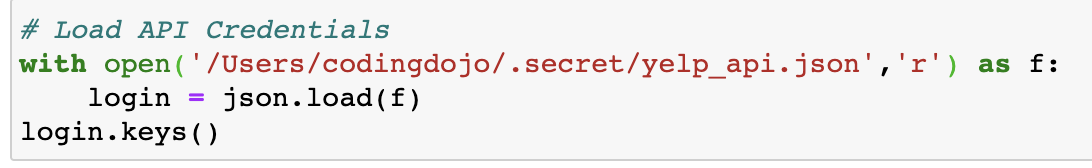 # Load API Credentials
with open('/Users/codingdojo/.secret/yelp_api.json','r') as f:
    login = json.load(f)
login.keys()